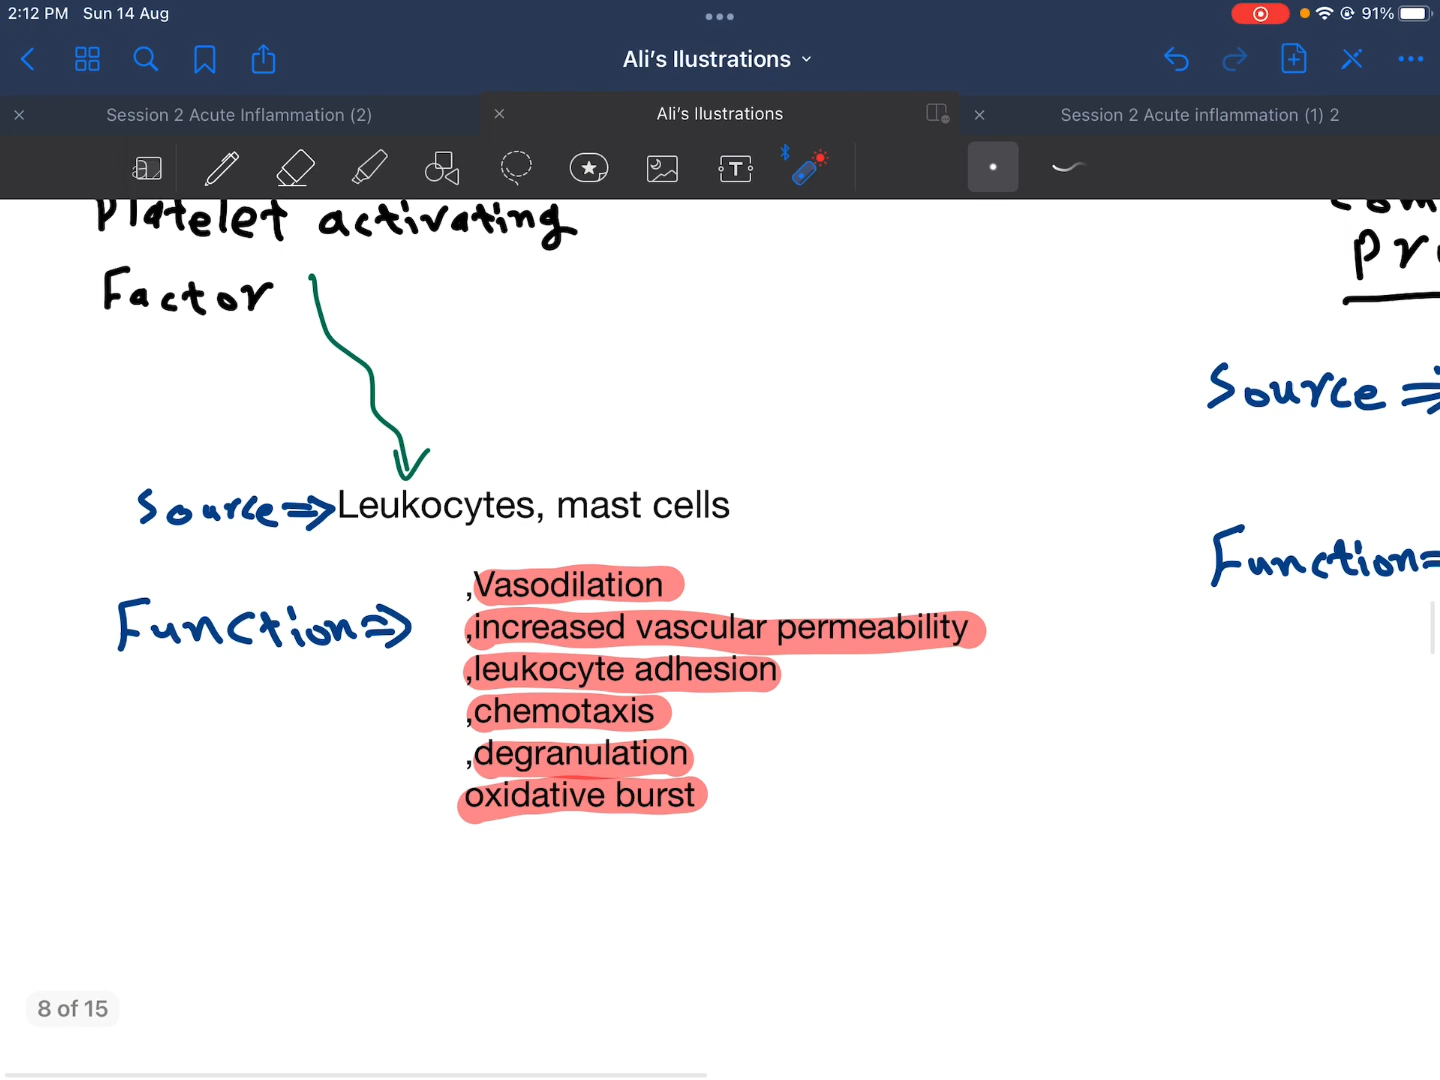 2:12 PM Sun 14 Aug
91%
Ali's Ilustrations
Session 2 Acute Inflammation (2)
Ali's Ilustrations
Session 2 Acute inflammation (1) 2
Platelet activating
Factor
Source ⇒ Leukocytes, mast cells
Function ⇒
,Vasodilation
,increased vascular permeability
,leukocyte adhesion
,chemotaxis
,degranulation
oxidative burst
Source ⇒
Function =
8 of 15